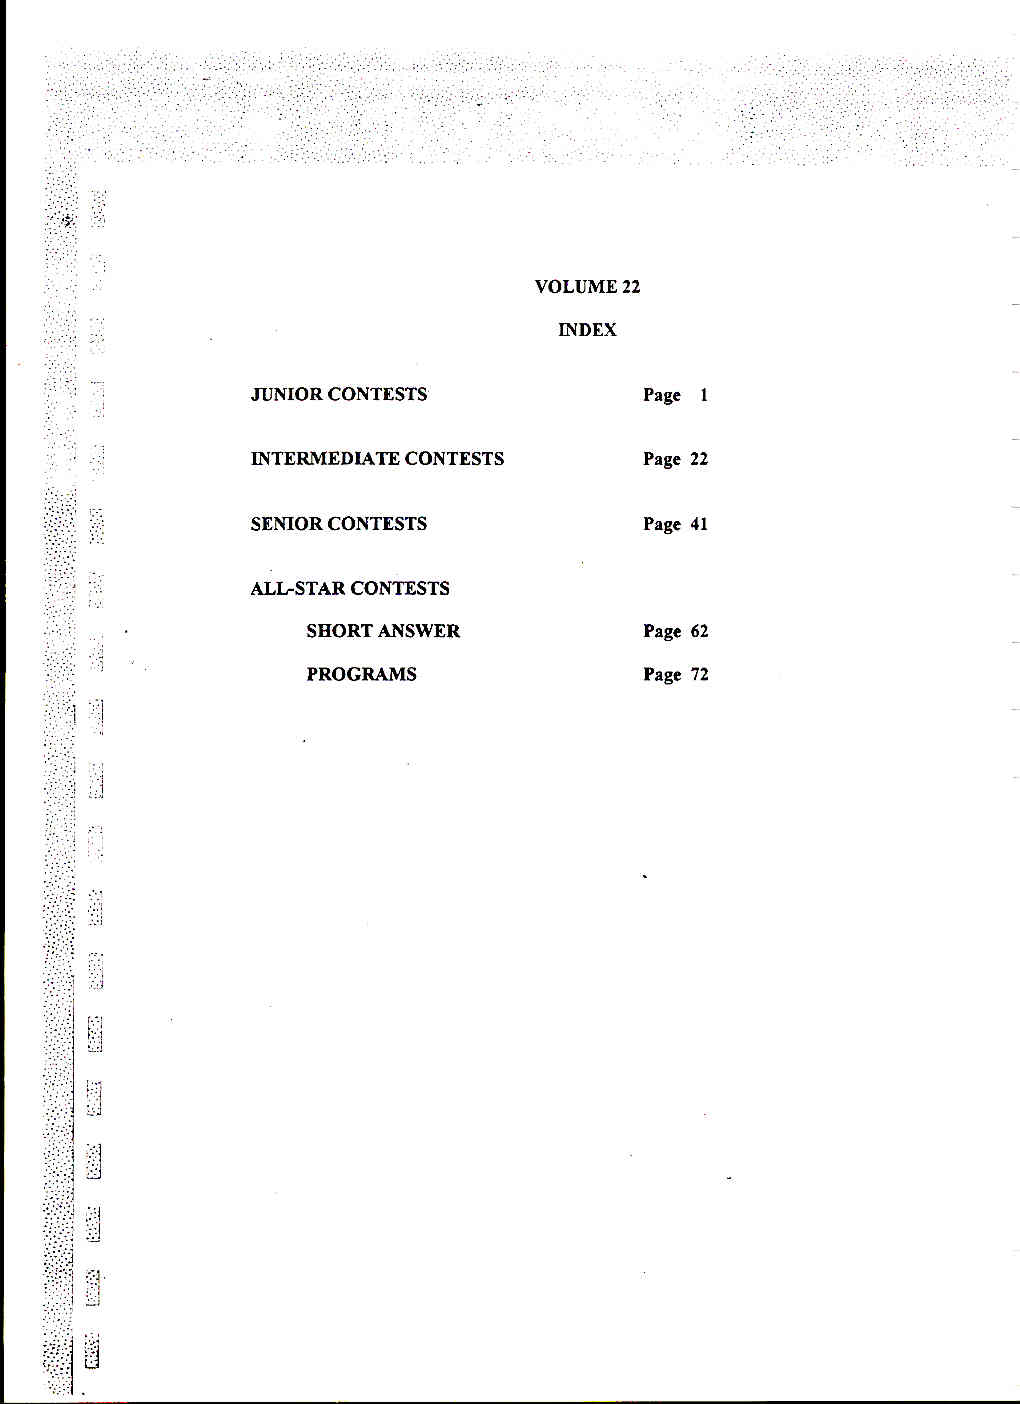 VOLUME 22
INDEX
JUNIOR CONTESTS Page 1
INTERMEDIATE CONTESTS Page 22
SENIOR CONTESTS Page 41
ALL-STAR CONTESTS
SHORT ANSWER Page 62
PROGRAMS Page 72